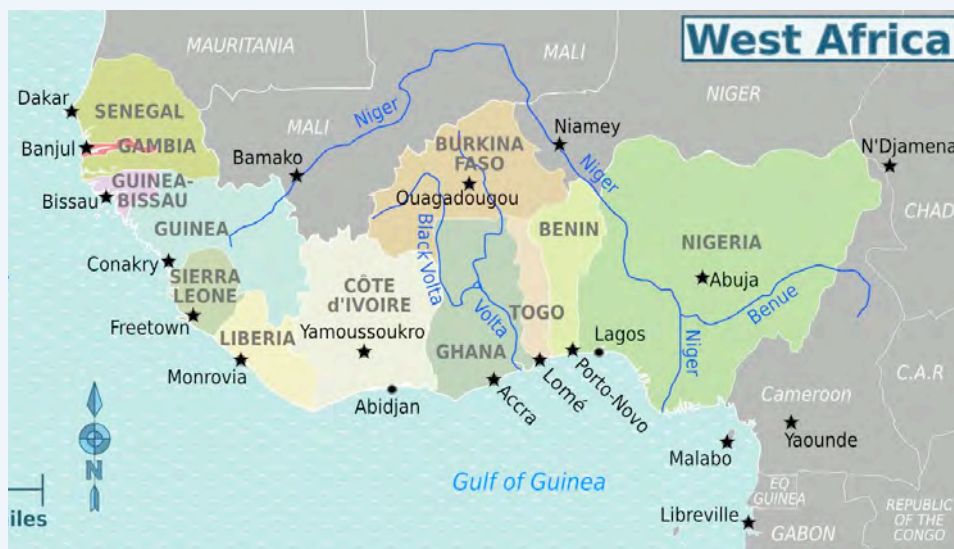 West Africa
MAURITANIA
MALI
NIGER
Dakar
SENEGAL
Niger
MALI
BURKINA
FASO
Niamey
N'Djamena
Banjul
GAMBIA
Bamako
Niger
GUINEA-
BISSAU
Bissau
Ouagadougou
CHAD
GUINEA
Black Volta
BENIN
NIGERIA
Conakry
SIERRA
LEONE
CÔTE
d'IVOIRE
Abuja
Volta
TOGO
Benue
Freetown
LIBERIA
Yamoussoukro
GHANA
Lagos
Niger
Monrovia
Abidjan
Accra
Lomé
Porto-Novo
C.A.R
Cameroon
Yaounde
Malabo
N
Gulf of Guinea
EQ
GUINEA
iles
Libreville
GABON
REPUBLIC
OF THE
CONGO